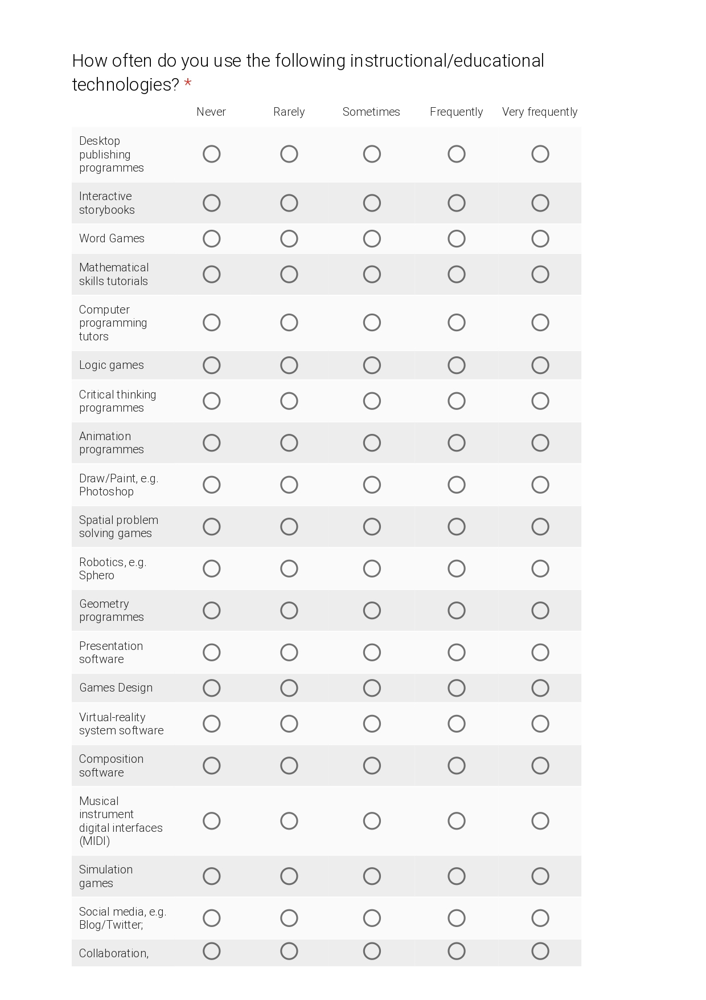 How often do you use the following instructional/educational
technologies? *
Never Rarely Sometimes Frequently Very frequently
Desktop
publishing
programmes
Interactive
storybooks
Word Games
Mathematical
skills tutorials
Computer
programming
tutors
Logic games
Critical thinking
programmes
Animation
programmes
Draw/Paint, e.g.
Photoshop
Spatial problem
solving games
Robotics, e.g.
Sphero
Geometry
programmes
Presentation
software
Games Design
Virtual-reality
system software
Composition
software
Musical
instrument
digital interfaces
(MIDI)
Simulation
games
Social media, e.g.
Blog/Twitter;
Collaboration,